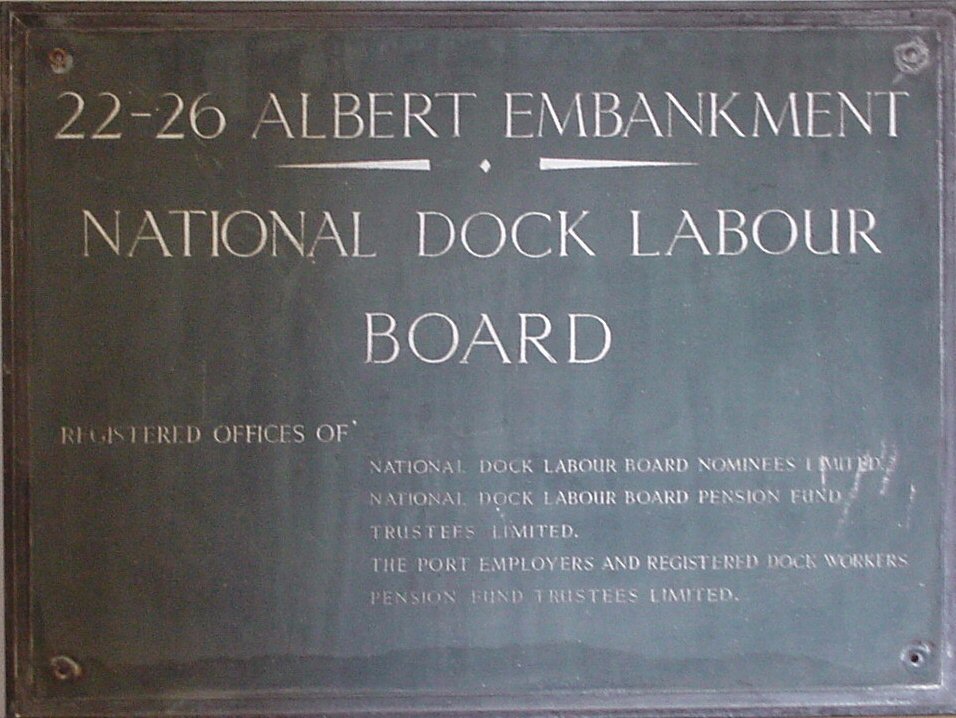 22-26 ALBERT EMBANKMENT
NATIONAL DOCK LABOUR
BOARD
REGISTERED OFFICES OF
NATIONAL DOCK LABOUR BOARD NOMINEES LIMITED.
NATIONAL DOCK LABOUR BOARD PENSION FUND
TRUSTEES LIMITED.
THE PORT EMPLOYERS AND REGISTERED DOCK WORKERS
PENSION FUND TRUSTEES LIMITED.